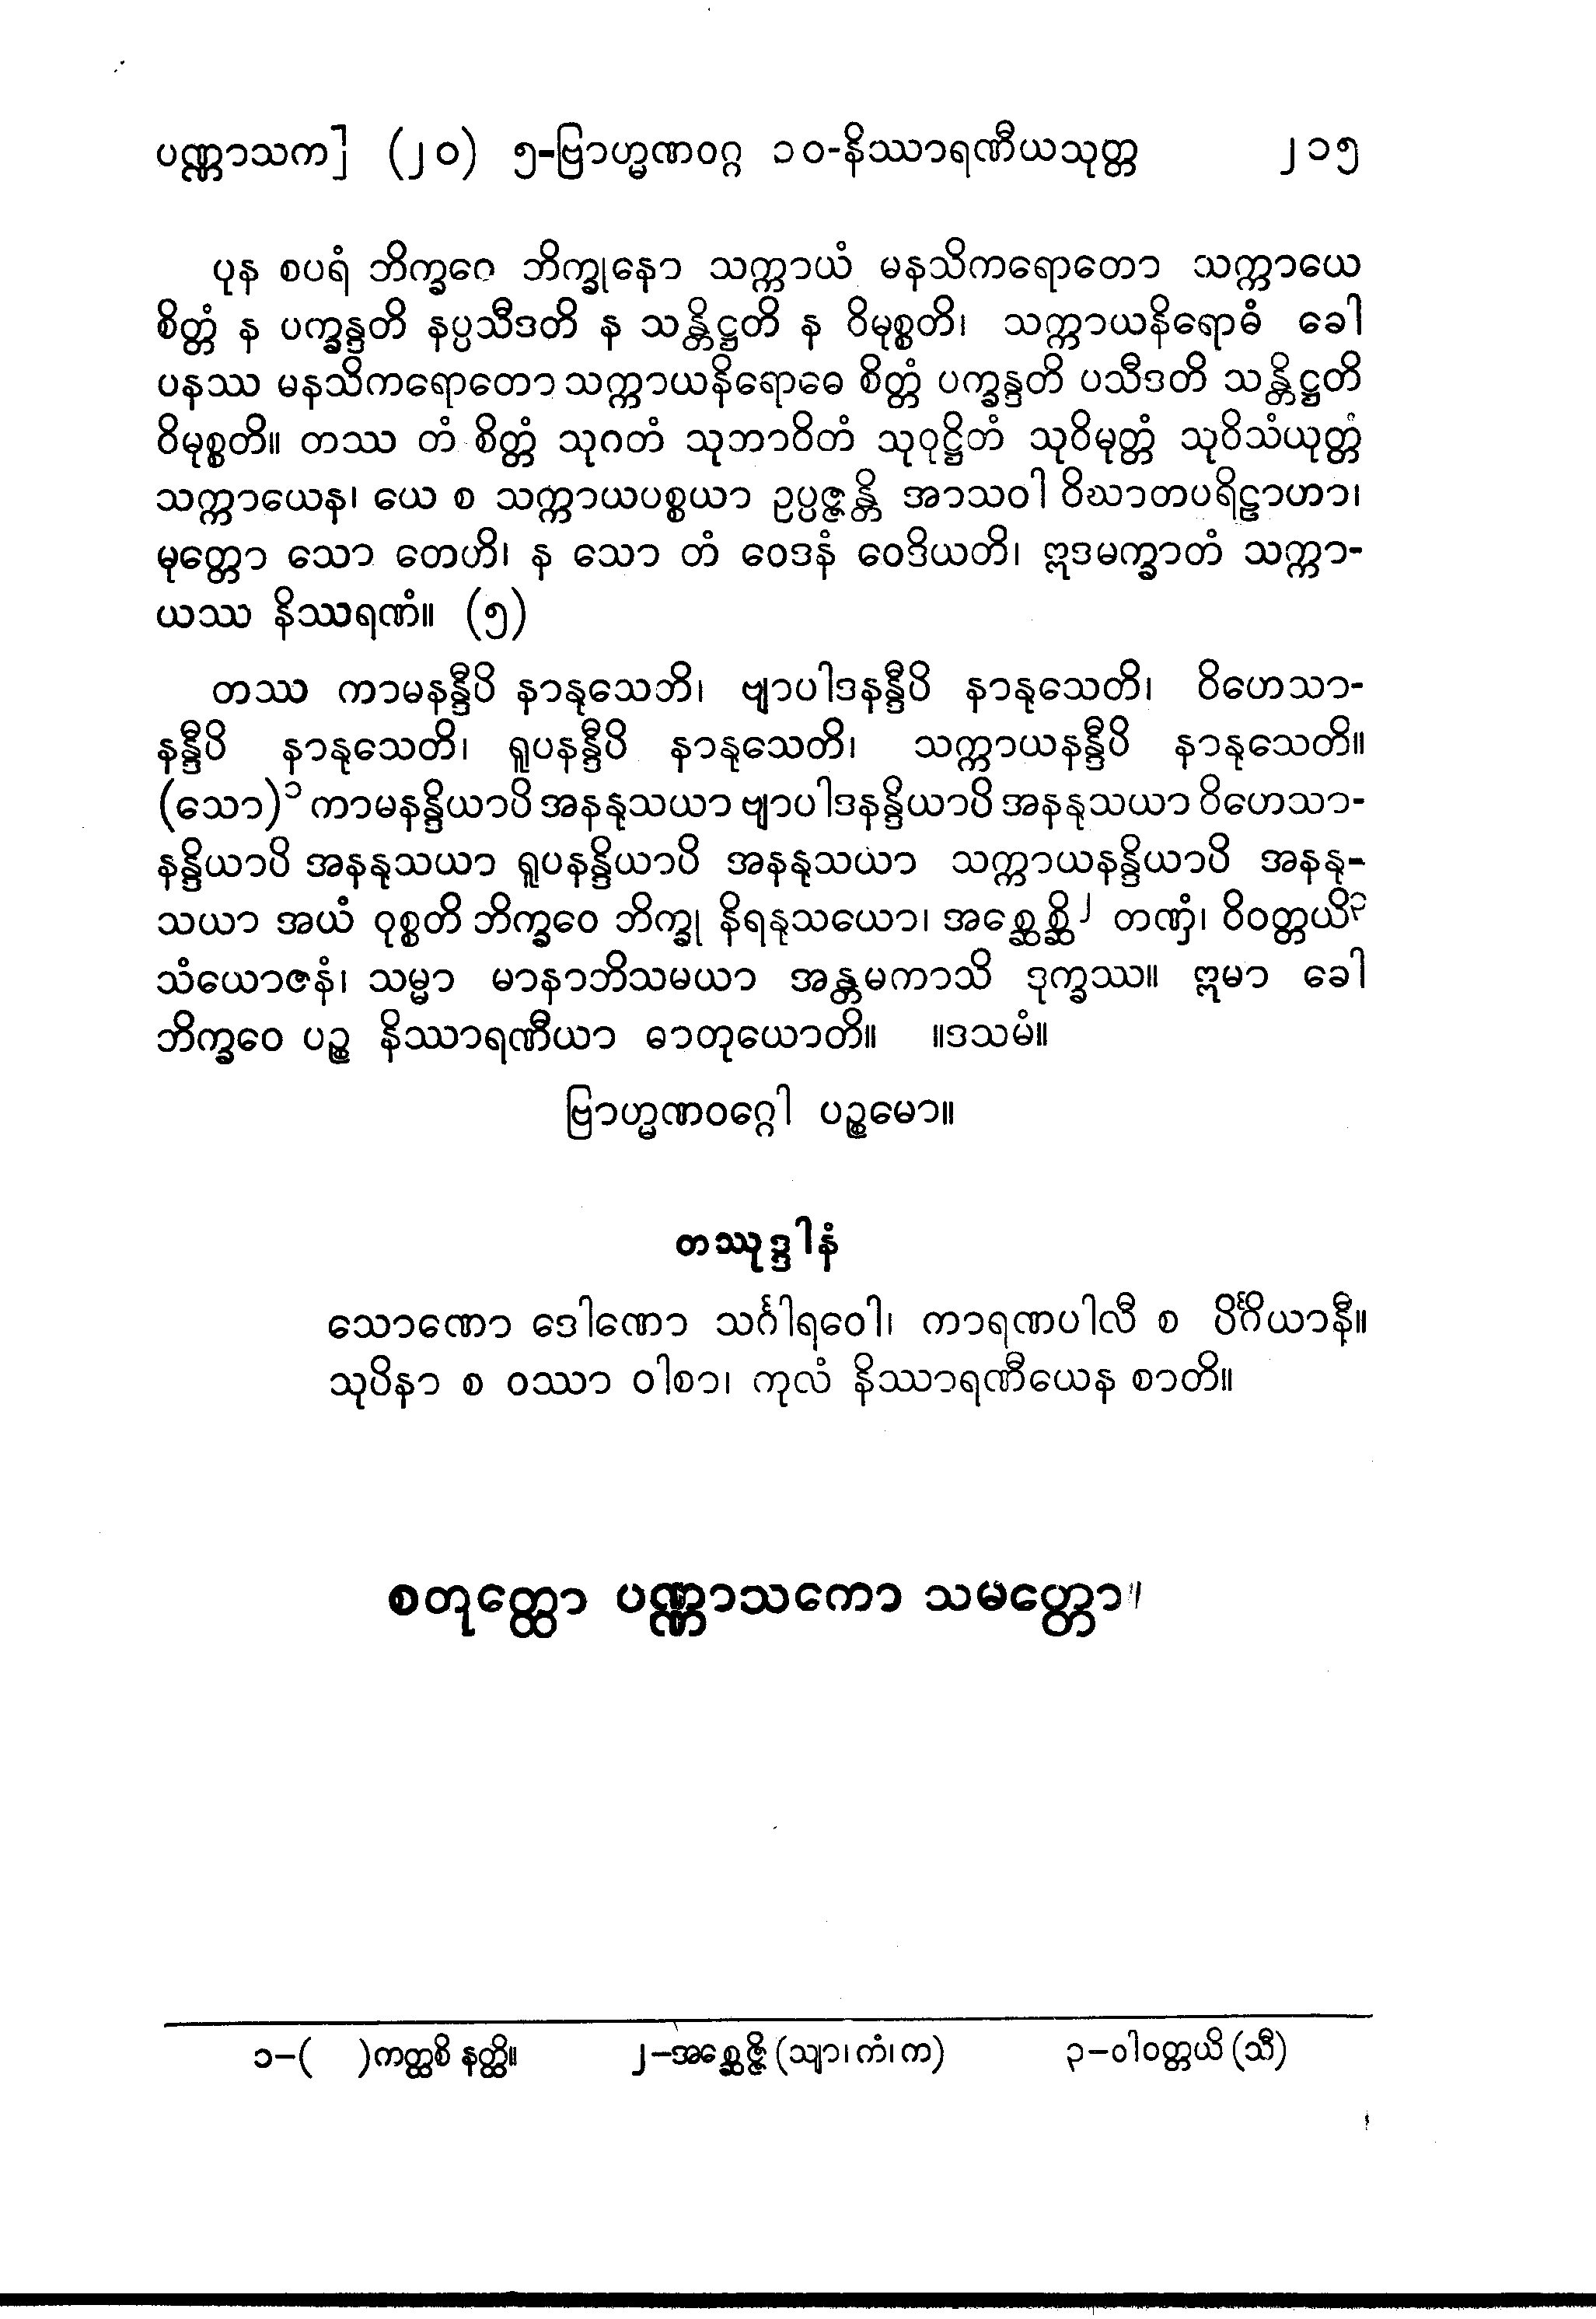 ပဏ္ဏာသက] (၂၀) ၅-ဗြာဟ္မဏဝဂ္ဂ ၁၀-နိဿာရဏီယသုတ္တ ၂၁၅
ပုန စပရံ ဘိက္ခဝေ ဘိက္ခုနော သက္ကာယံ မနသိကရောတော သက္ကာယေ
စိတ္တံ န ပက္ခန္ဒတိ နပ္ပသီဒတိ န သန္တိဋ္ဌတိ န ဝိမုစ္စတိ၊ သက္ကာယနိရောဓံ ခေါ
ပနဿ မနသိကရောတော သက္ကာယနိရောဓေ စိတ္တံ ပက္ခန္ဒတိ ပသီဒတိ သန္တိဋ္ဌတိ
ဝိမုစ္စတိ။ တဿ တံ စိတ္တံ သုဂတံ သုဘာဝိတံ သုဝုဋ္ဌိတံ သုဝိမုတ္တံ သုဝိသံယုတ္တံ
သက္ကာယေန၊ ယေ စ သက္ကာယပစ္စယာ ဥပ္ပဇ္ဇန္တိ အာသဝါ ဝိဃာတပရိဠာဟာ၊
မုတ္တော သော တေဟိ၊ န သော တံ ဝေဒနံ ဝေဒိယတိ၊ ဣဒမက္ခာတံ သက္ကာ-
ယဿ နိဿရဏံ။ (၅)
တဿ ကာမနန္ဒီပိ နာနုသေဘိ၊ ဗျာပါဒနန္ဒီပိ နာနုသေတိ၊ ဝိဟေသာ-
နန္ဒီပိ နာနုသေတိ၊ ရူပနန္ဒီပိ နာနုသေတိ၊ သက္ကာယနန္ဒီပိ နာနုသေတိ။
(သော)၁ ကာမနန္ဒိယာပိ အနနုသယာ ဗျာပါဒနန္ဒိယာပိ အနနုသယာ ဝိဟေသာ-
နန္ဒိယာပိ အနနုသယာ ရူပနန္ဒိယာပိ အနနုသယာ သက္ကာယနန္ဒိယာပိ အနနု-
သယာ အယံ ဝုစ္စတိ ဘိက္ခဝေ ဘိက္ခု နိရနုသယော၊ အစ္ဆေစ္ဆိ၂ တဏှံ၊ ဝိဝတ္တယိ၃
သံယောဇနံ၊ သမ္မာ မာနာဘိသမယာ အန္တမကာသိ ဒုက္ခဿ။ ဣမာ ခေါ
ဘိက္ခဝေ ပဉ္စ နိဿာရဏီယာ ဓာတုယောတိ။ ။ဒသမံ။
ဗြာဟ္မဏဝဂ္ဂေါ ပဉ္စမော။
တဿုဒ္ဒါနံ
သောဏော ဒေါဏော သင်္ဂါရဝေါ၊ ကာရဏပါလီ စ ပိင်္ဂိယာနီ။
သုပိနာ စ ဝဿာ ဝါစာ၊ ကုလံ နိဿာရဏီယေန စာတိ။
စတုတ္ထော ပဏ္ဏာသကော သမတ္တော။
၁-( )ကတ္ထစိ နတ္ထိ။ ၂-အစ္ဆေဇ္ဇိ (သျာ၊ ကံ၊ က) ၃-ဝါဝတ္တယိ (သီ)